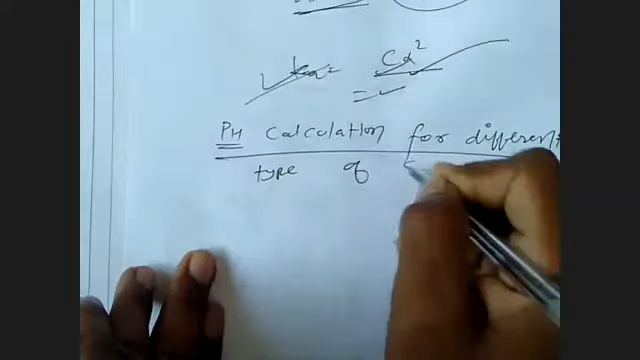 Cα²
PH calculation for different
type of